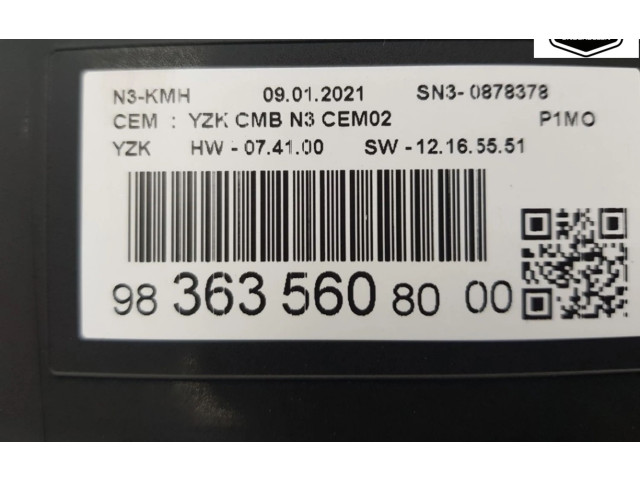 N3-KMH 09.01.2021 SN3-0878378
CEM : YZK CMB N3 CEM02 P1MO
YZK HW - 07.41.00 SW - 12.16.55.51
98 363 560 80 00